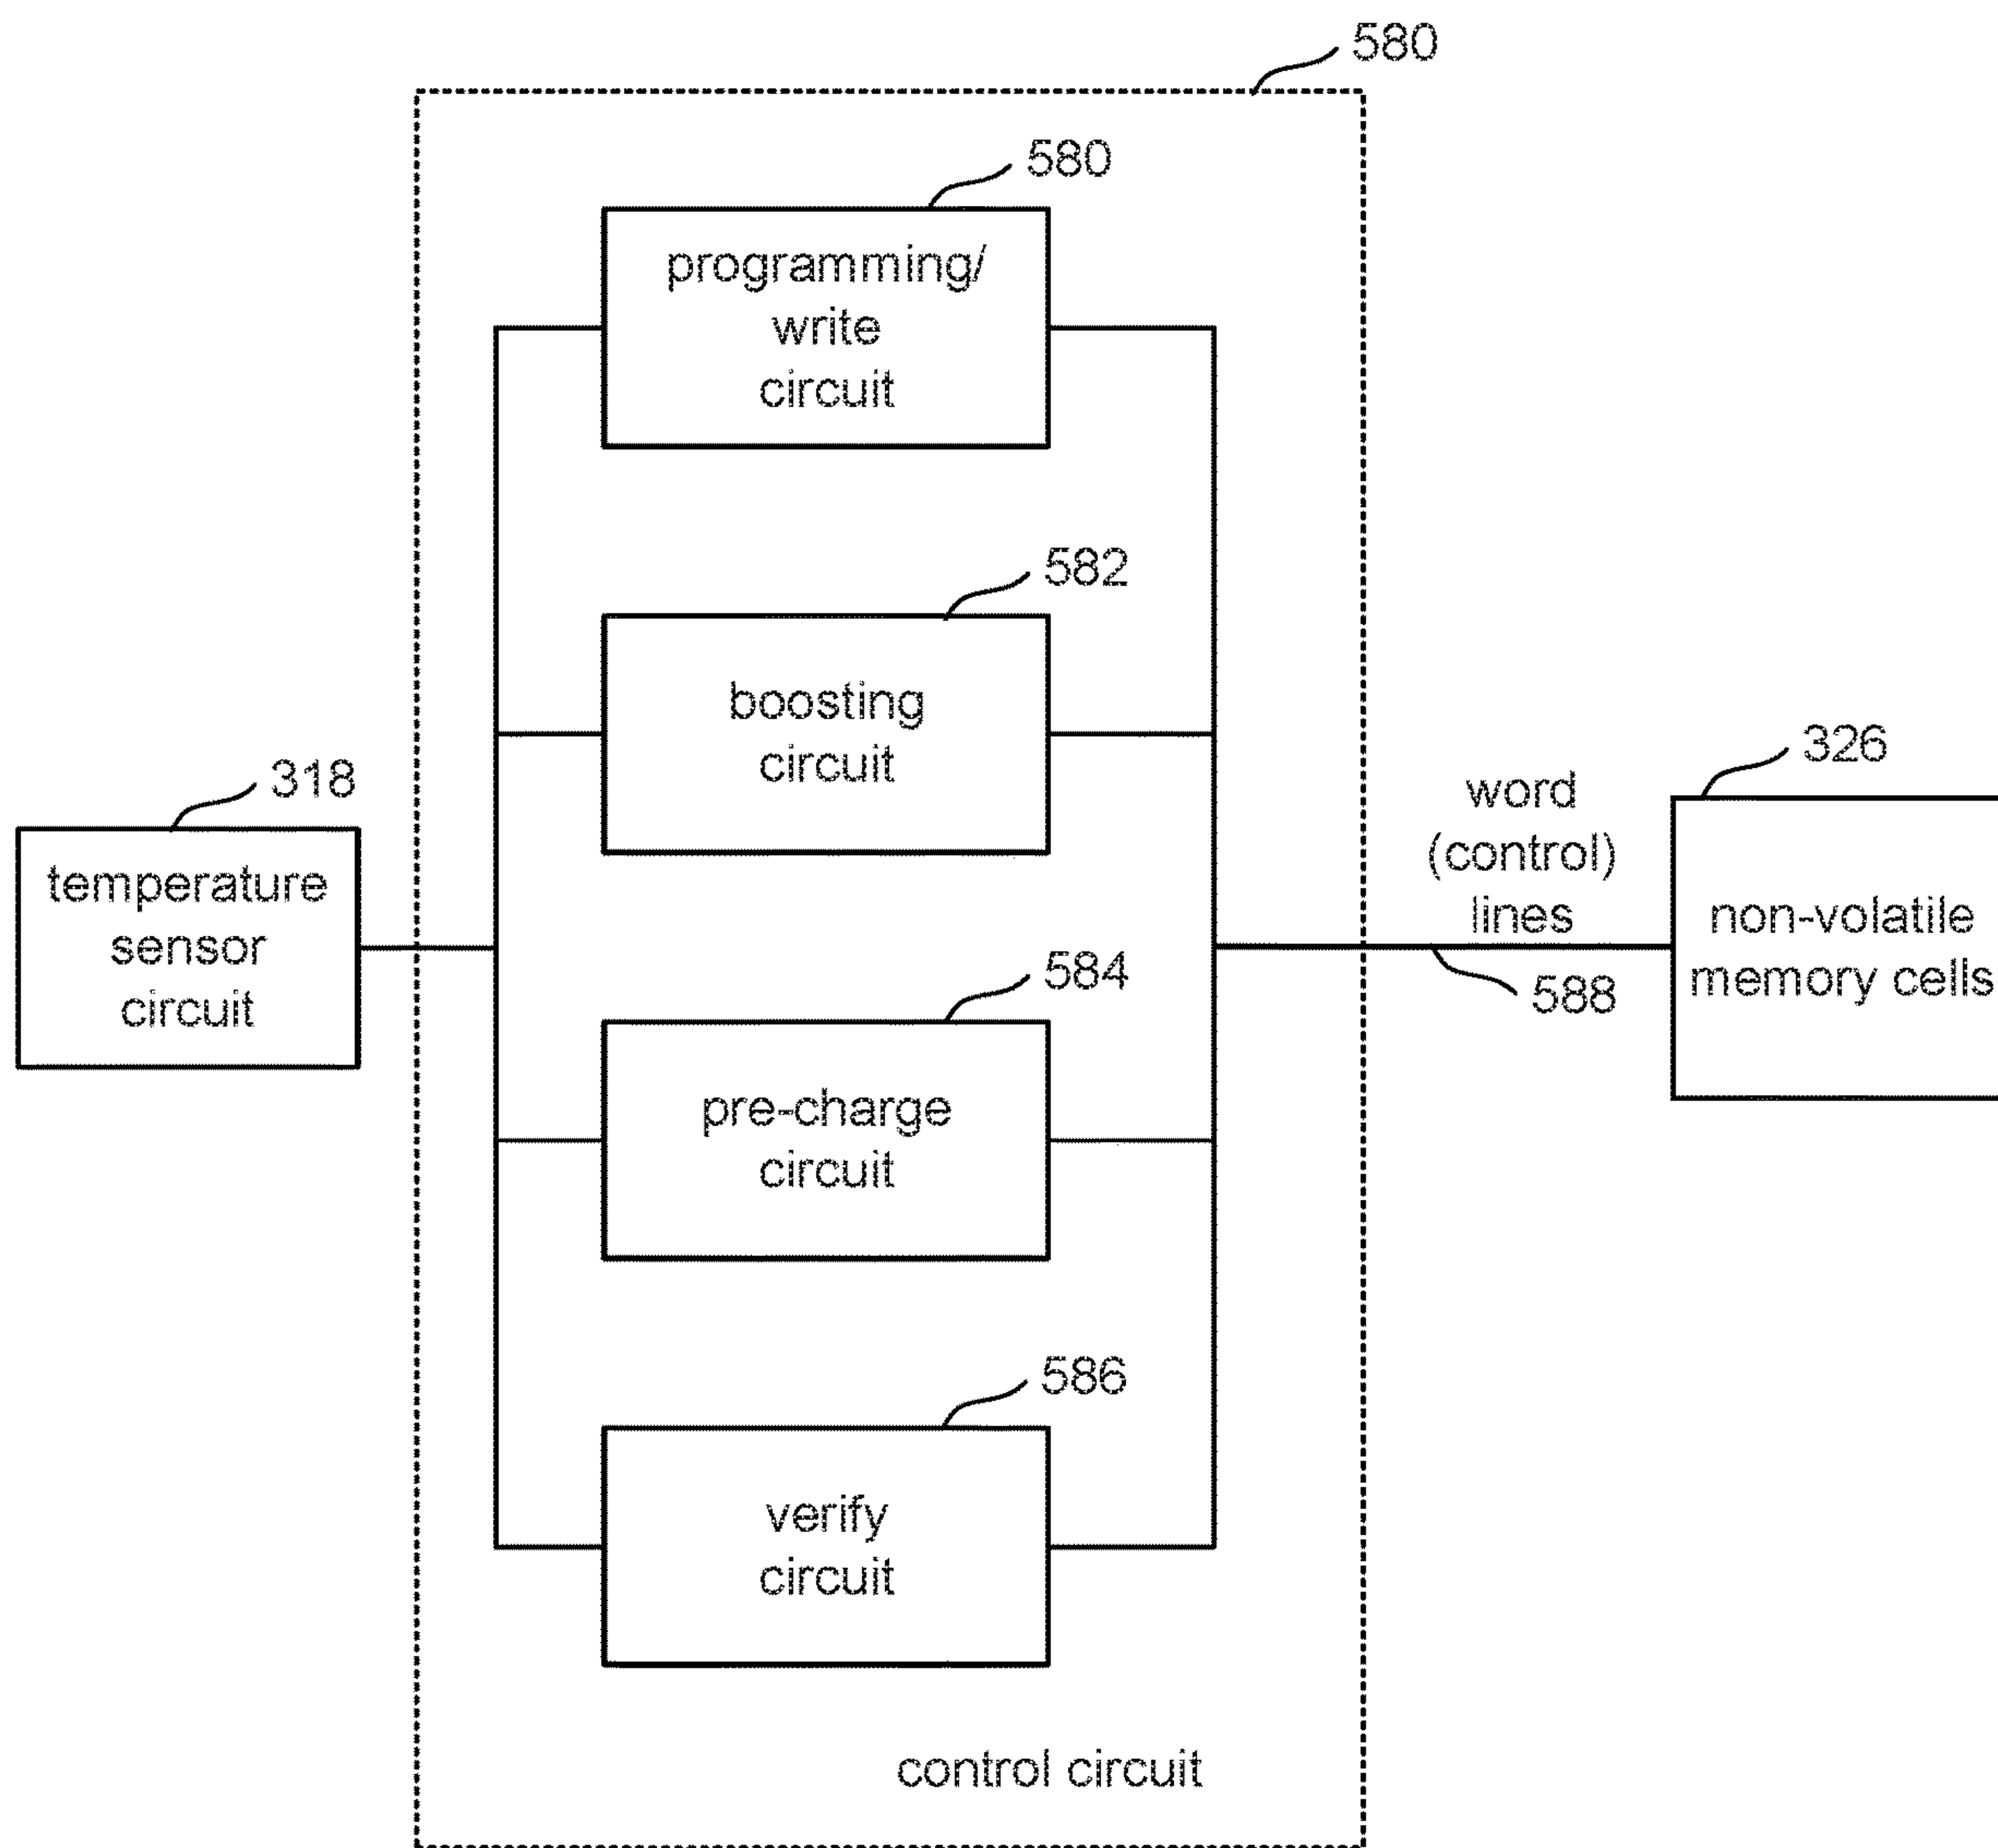 580
580
programming/
write
circuit
582
boosting
circuit
318
temperature
sensor
circuit
584
pre-charge
circuit
word
(control)
lines
588
326
non-volatile
memory cells
586
verify
circuit
control circuit